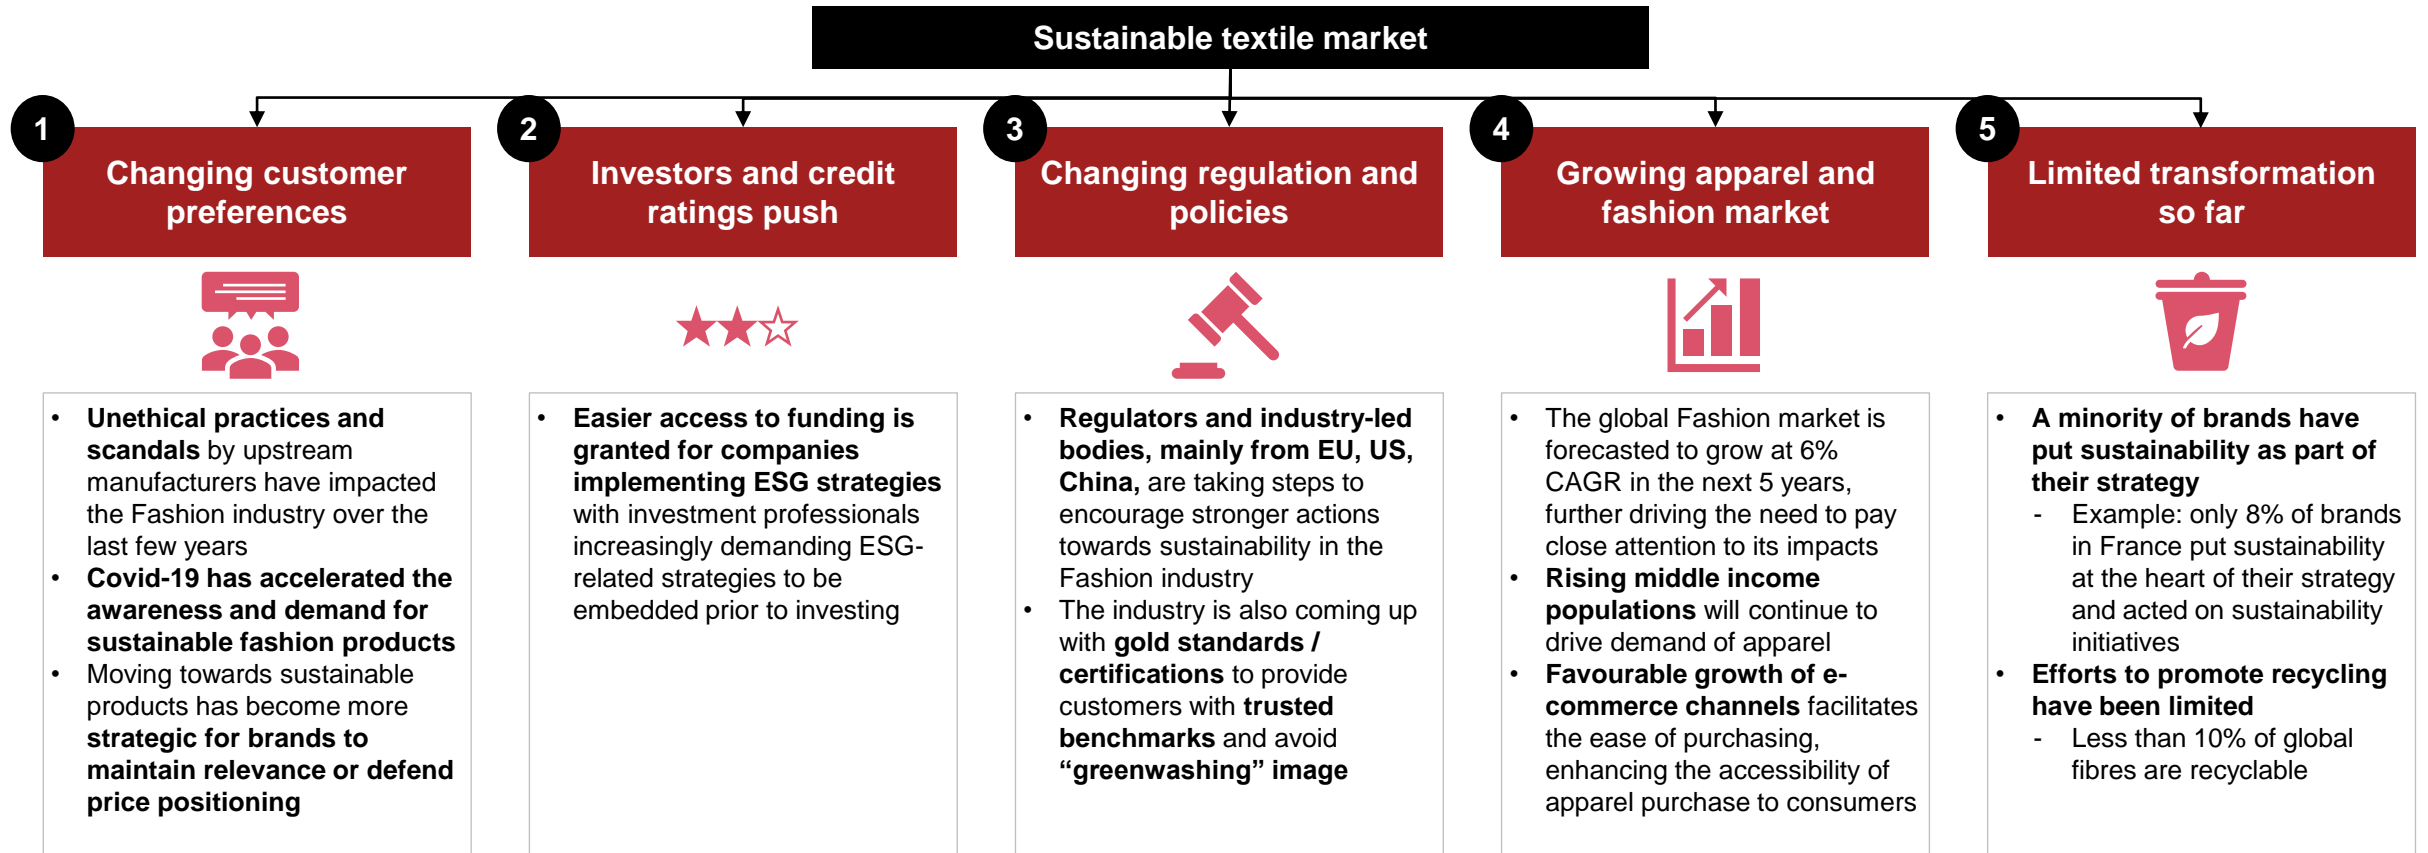 Sustainable textile market
1
Changing customer
preferences
• Unethical practices and
scandals by upstream
manufacturers have impacted
the Fashion industry over the
last few years
• Covid-19 has accelerated the
awareness and demand for
sustainable fashion products
• Moving towards sustainable
products has become more
strategic for brands to
maintain relevance or defend
price positioning
2
Investors and credit
ratings push
• Easier access to funding is
granted for companies
implementing ESG strategies
with investment professionals
increasingly demanding ESG-
related strategies to be
embedded prior to investing
3
Changing regulation and
policies
• Regulators and industry-led
bodies, mainly from EU, US,
China, are taking steps to
encourage stronger actions
towards sustainability in the
Fashion industry
• The industry is also coming up
with gold standards /
certifications to provide
customers with trusted
benchmarks and avoid
“greenwashing” image
4
Growing apparel and
fashion market
• The global Fashion market is
forecasted to grow at 6%
CAGR in the next 5 years,
further driving the need to pay
close attention to its impacts
• Rising middle income
populations will continue to
drive demand of apparel
• Favourable growth of e-
commerce channels facilitates
the ease of purchasing,
enhancing the accessibility of
apparel purchase to consumers
5
Limited transformation
so far
• A minority of brands have
put sustainability as part of
their strategy
- Example: only 8% of brands
in France put sustainability
at the heart of their strategy
and acted on sustainability
initiatives
• Efforts to promote recycling
have been limited
- Less than 10% of global
fibres are recyclable